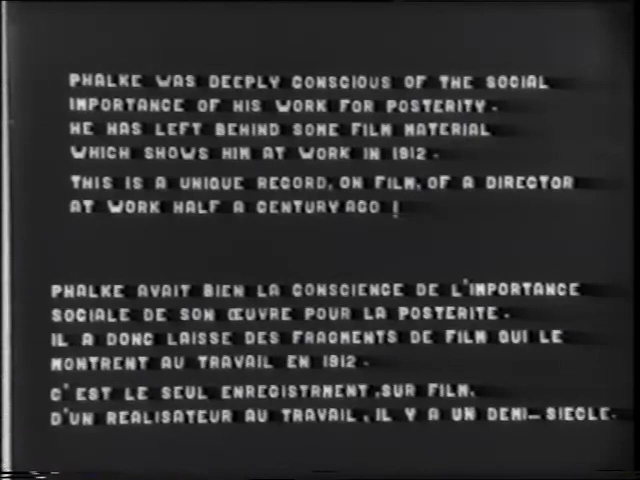 PHALKE WAS DEEPLY CONSCIOUS OF THE SOCIAL
IMPORTANCE OF HIS WORK FOR POSTERITY.
HE HAS LEFT BEHIND SOME FILM MATERIAL
WHICH SHOWS HIM AT WORK IN 1912.
THIS IS A UNIQUE RECORD, ON FILM, OF A DIRECTOR
AT WORK HALF A CENTURY AGO !
PHALKE AVAIT BIEN LA CONSCIENCE DE L'IMPORTANCE
SOCIALE DE SON ŒUVRE POUR LA POSTERITE.
IL A DONC LAISSE DES FRAGMENTS DE FILM QUI LE
MONTRENT AU TRAVAIL EN 1912.
C'EST LE SEUL ENREGISTRMENT, SUR FILM,
D'UN REALISATEUR AU TRAVAIL, IL Y A UN DEMI-SIECLE.